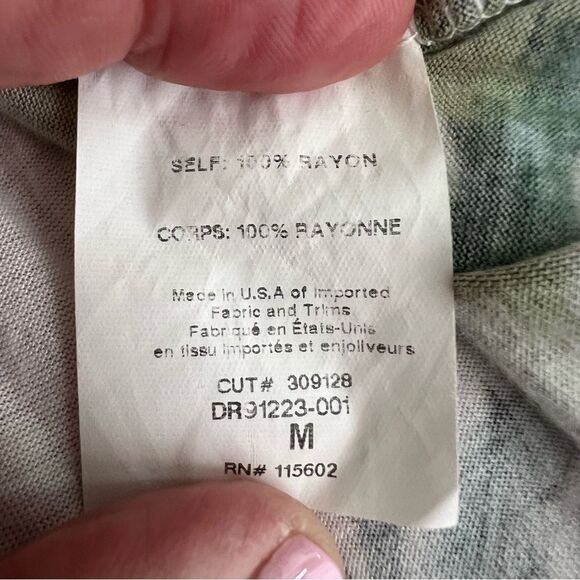 SELF: 100% RAYON
CORPS: 100% RAYONNE
Made in U.S.A of Imported
Fabric and Trims
Fabriqué en États-Unis
en tissu importés et enjoliveurs
CUT# 309128
DR91223-001
M
RN# 115602